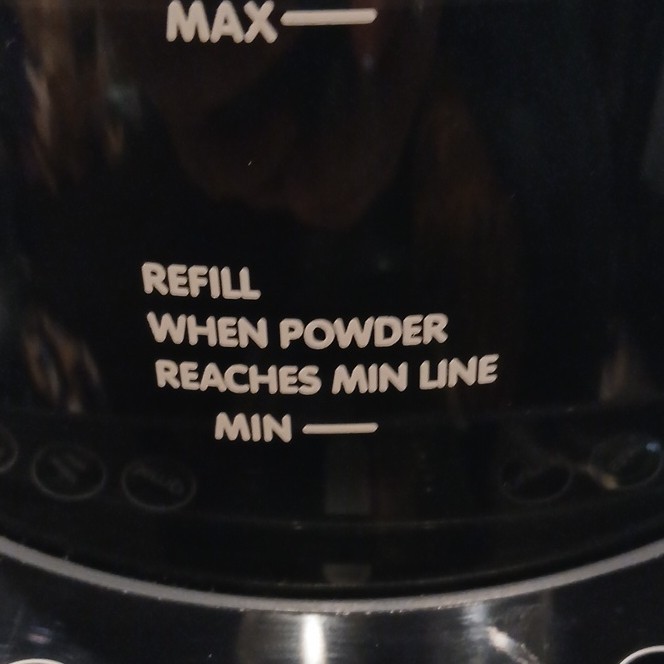 MAX
REFILL
WHEN POWDER
REACHES MIN LINE
MIN